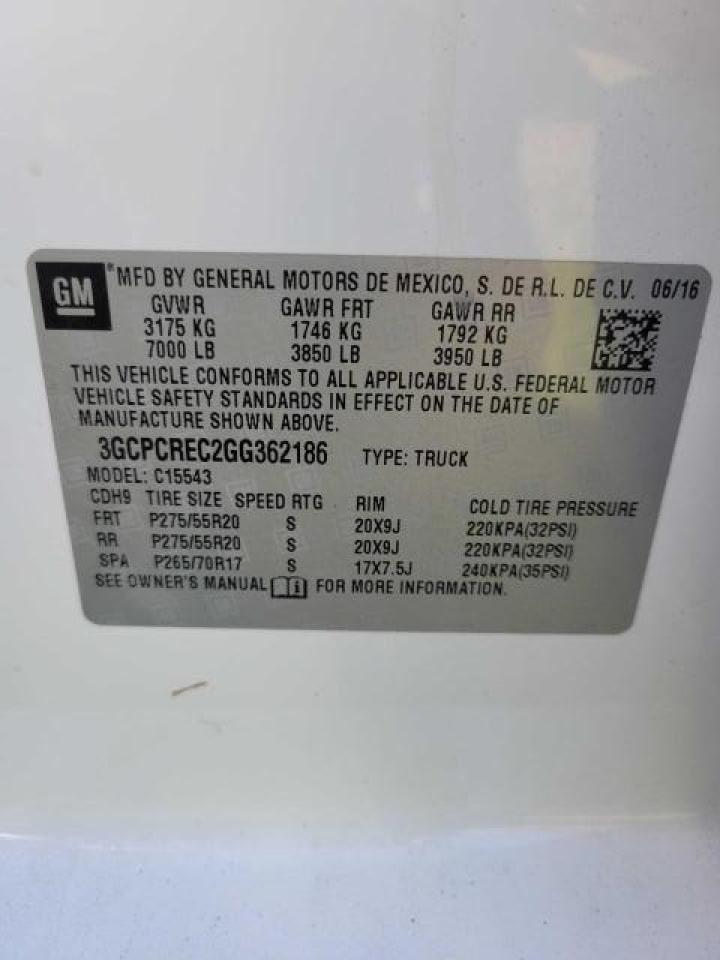 GM
*MFD BY GENERAL MOTORS DE MEXICO, S. DE R.L. DE C.V. 06/16
GVWR GAWR FRT GAWR RR
3175 KG 1746 KG 1792 KG
7000 LB 3850 LB 3950 LB
THIS VEHICLE CONFORMS TO ALL APPLICABLE U.S. FEDERAL MOTOR
VEHICLE SAFETY STANDARDS IN EFFECT ON THE DATE OF
MANUFACTURE SHOWN ABOVE.
3GCPCREC2GG362186 TYPE: TRUCK
MODEL: C15543
CDH9 TIRE SIZE SPEED RTG RIM COLD TIRE PRESSURE
FRT P275/55R20 S 20X9J 220KPA(32PSI)
RR P275/55R20 S 20X9J 220KPA(32PSI)
SPA P265/70R17 S 17X7.5J 240KPA(35PSI)
SEE OWNER'S MANUAL i FOR MORE INFORMATION.